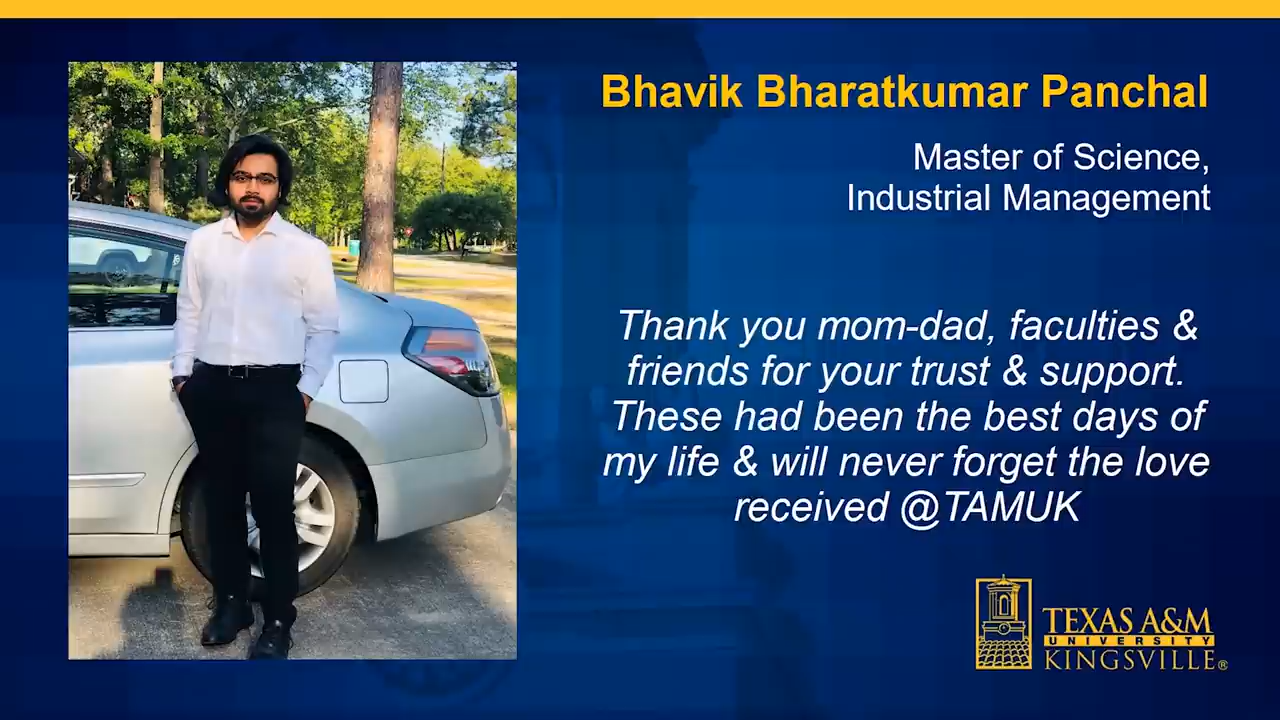 Bhavik Bharatkumar Panchal
Master of Science,
Industrial Management
Thank you mom-dad, faculties &
friends for your trust & support.
These had been the best days of
my life & will never forget the love
received @TAMUK
TEXAS A&M
UNIVERSITY
KINGSVILLE®